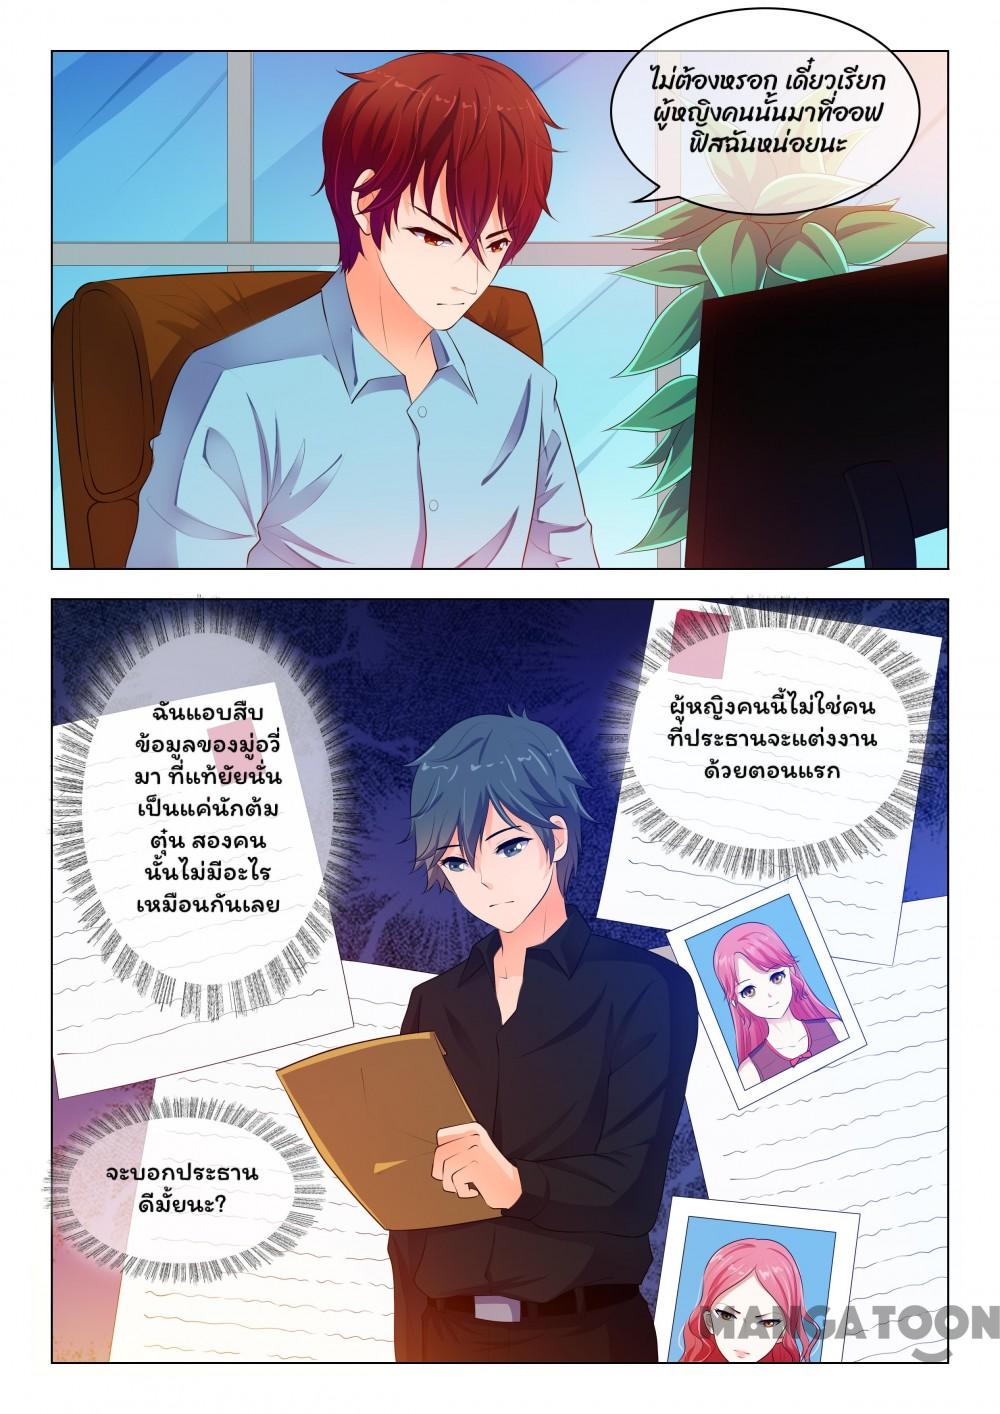 ไม่ต้องหรอก เดี๋ยวเรียก
ผู้หญิงคนนั้นมาที่ออฟ
ฟิสฉันหน่อยนะ
ฉันแอบสืบ
ข้อมูลของมู่อวี่
มา ที่แท้ยัยนั่น
เป็นแค่นักต้ม
ตุ๋น สองคน
นั้นไม่มีอะไร
เหมือนกันเลย
ผู้หญิงคนนี้ไม่ใช่คน
ที่ประธานจะแต่งงาน
ด้วยตอนแรก
จะบอกประธาน
ดีมั้ยนะ?
MANGATOON